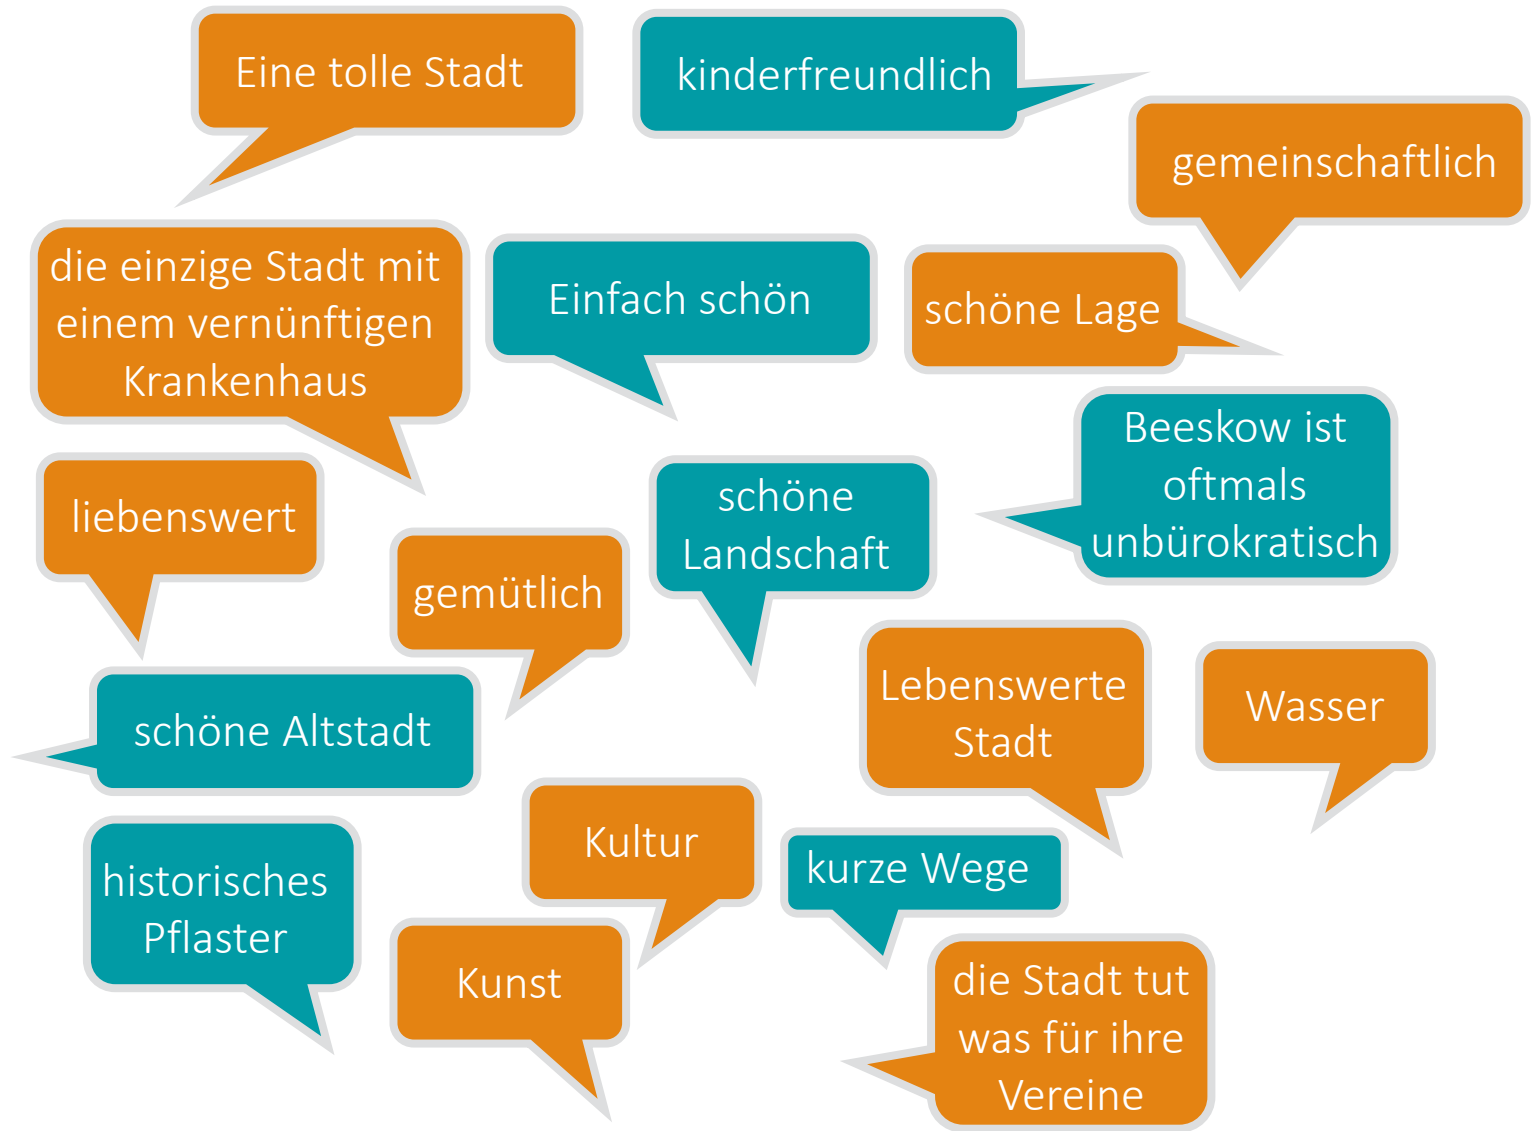 Eine tolle Stadt
kinderfreundlich
gemeinschaftlich
die einzige Stadt mit
einem vernünftigen
Krankenhaus
Einfach schön
schöne Lage
Beeskow ist
oftmals
unbürokratisch
liebenswert
gemütlich
schöne
Landschaft
schöne Altstadt
Lebenswerte
Stadt
Wasser
historisches
Pflaster
Kultur
kurze Wege
Kunst
die Stadt tut
was für ihre
Vereine